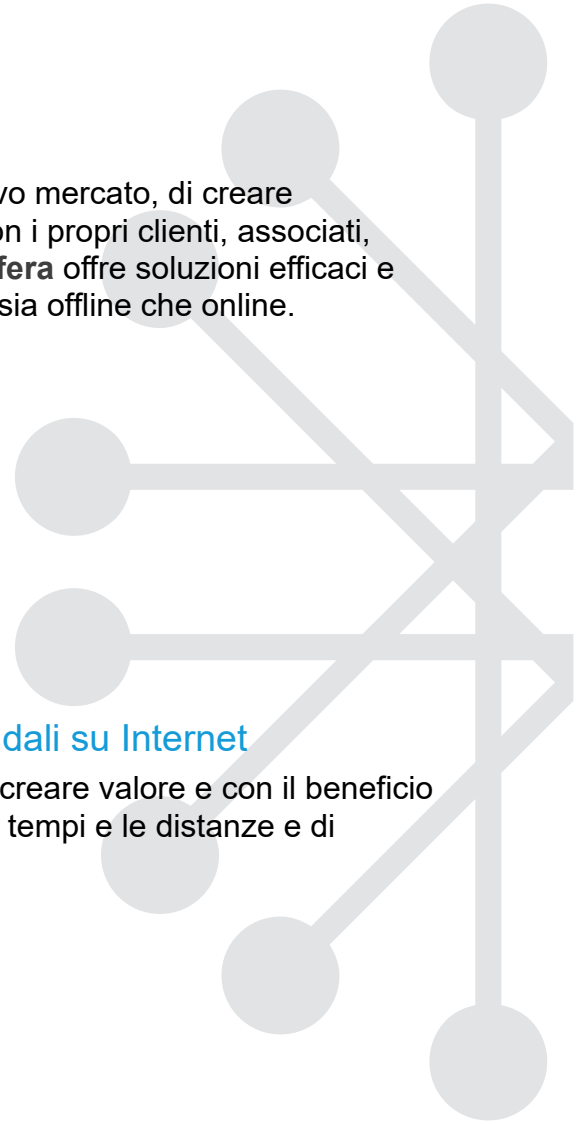 vo mercato, di creare
on i propri clienti, associati,
fera offre soluzioni efficaci e
sia offline che online.
dali su Internet
creare valore e con il beneficio
tempi e le distanze e di